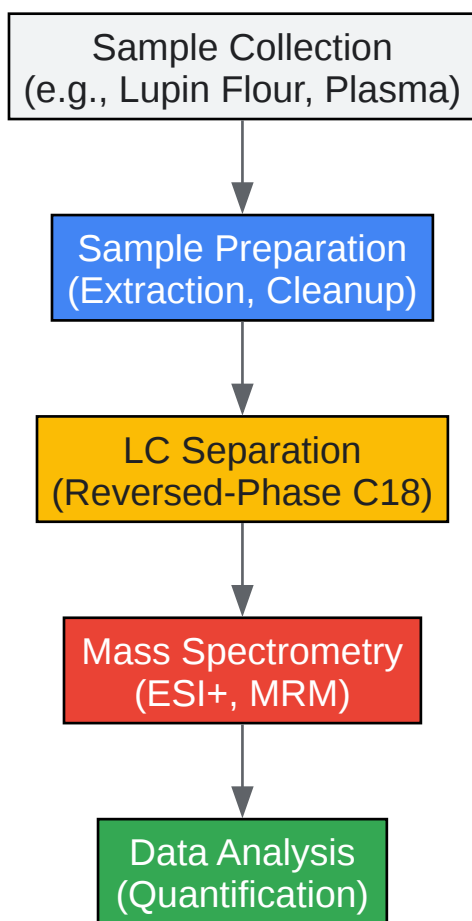 Sample Collection
(e.g., Lupin Flour, Plasma)
Sample Preparation
(Extraction, Cleanup)
LC Separation
(Reversed-Phase C18)
Mass Spectrometry
(ESI+, MRM)
Data Analysis
(Quantification)